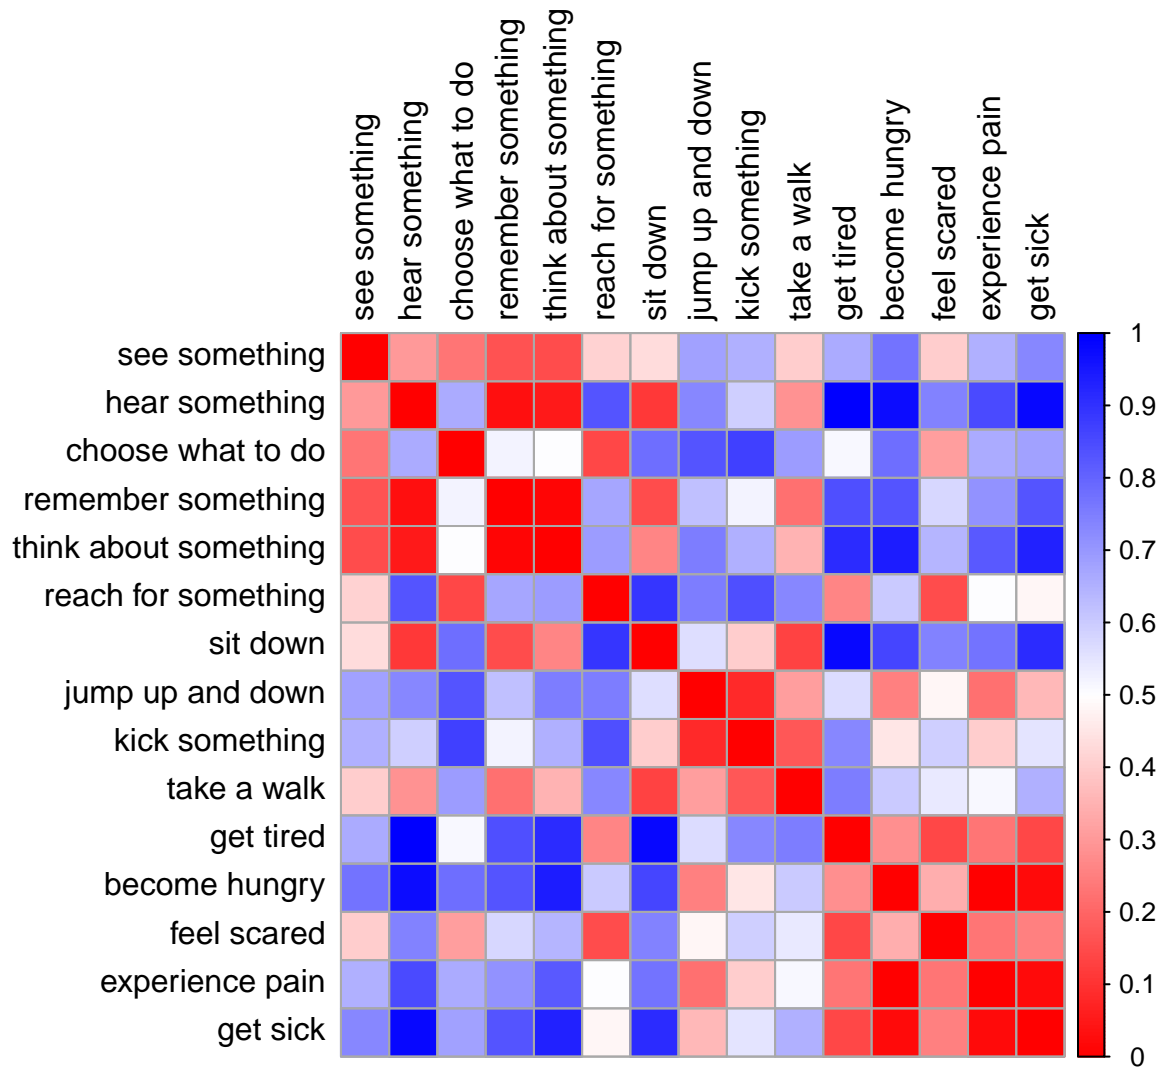 see something
hear something
choose what to do
remember something
think about something
reach for something
sit down
jump up and down
kick something
take a walk
get tired
become hungry
feel scared
experience pain
get sick
see something
hear something
choose what to do
remember something
think about something
reach for something
sit down
jump up and down
kick something
take a walk
get tired
become hungry
feel scared
experience pain
get sick
1
0.9
0.8
0.7
0.6
0.5
0.4
0.3
0.2
0.1
0